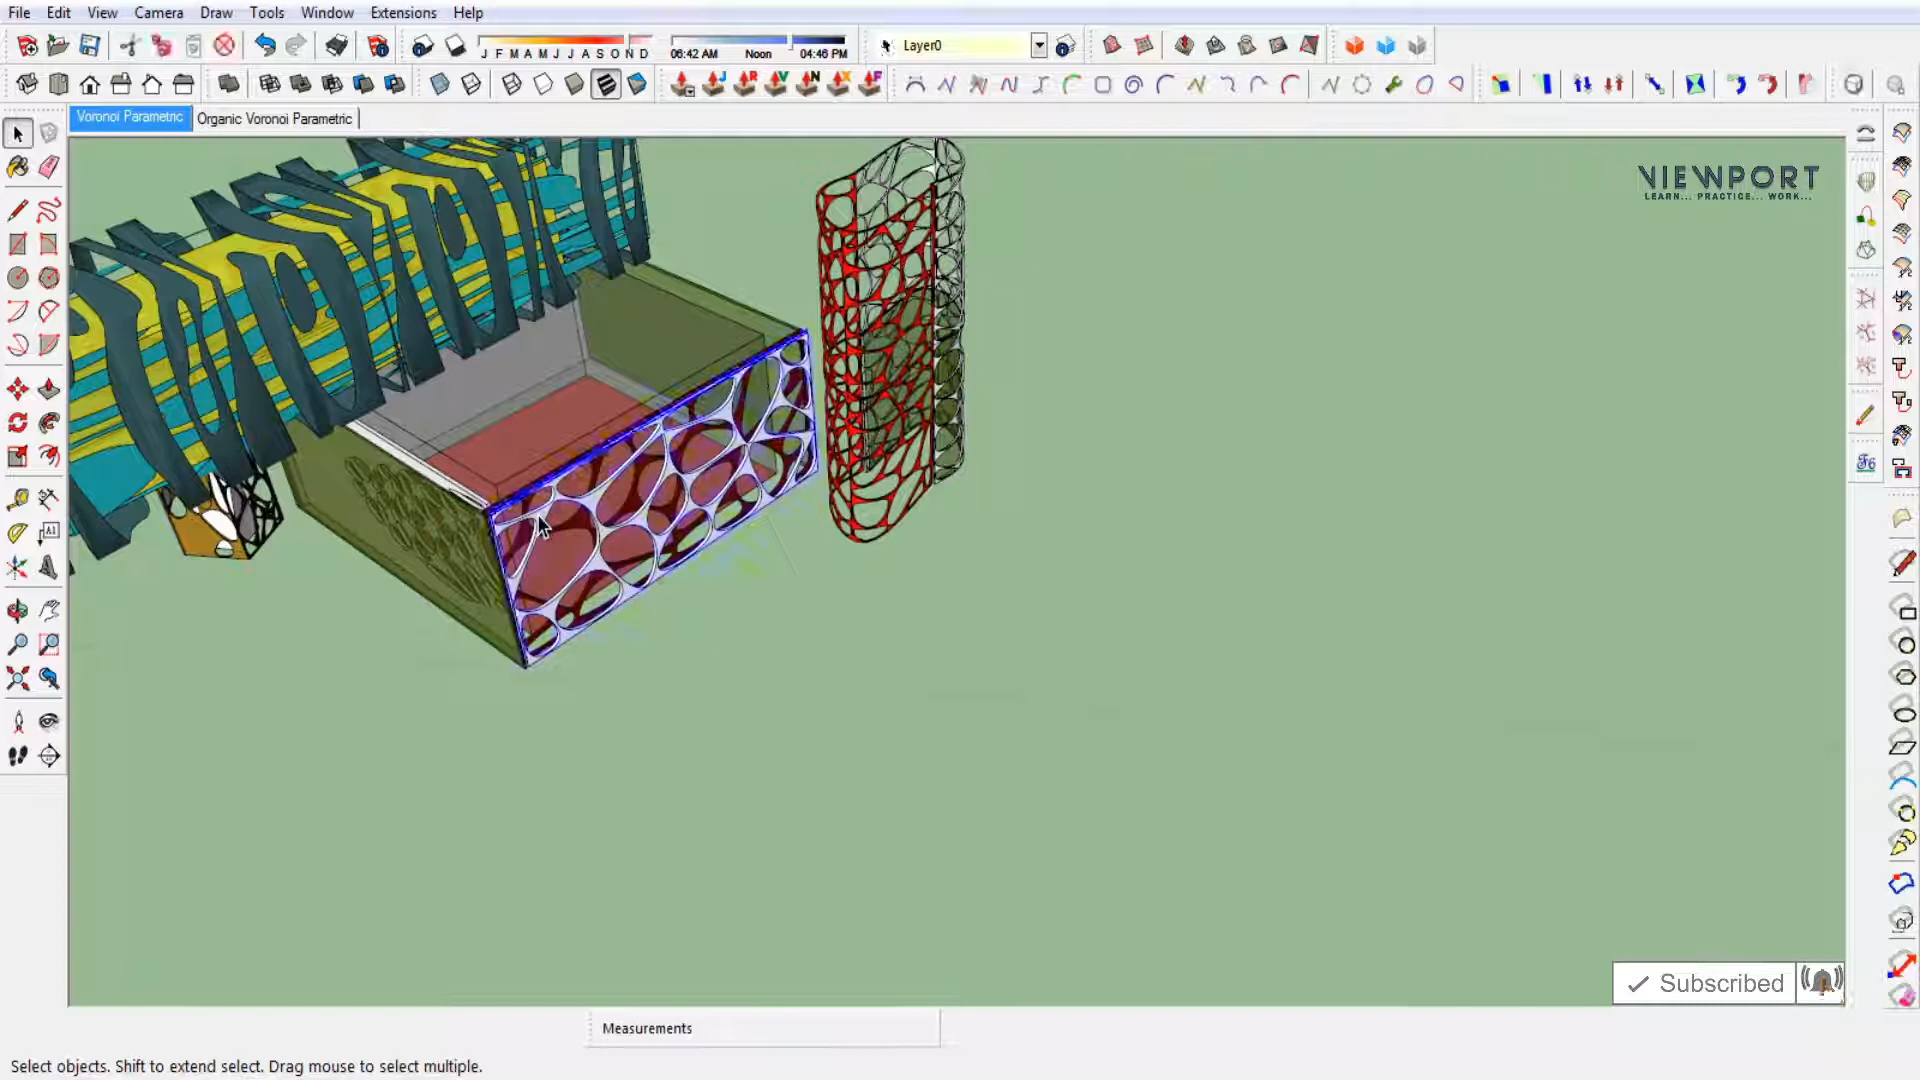 File Edit View Camera Draw Tools Window Extensions Help
J F M A M J J A S O N D
06:42 AM Noon 04:46 PM
Layer0
J R V N X F
Voronoi Parametric
Organic Voronoi Parametric
VIEWPORT
LEARN... PRACTICE... WORK...
A1
F6
Subscribed
Measurements
Select objects. Shift to extend select. Drag mouse to select multiple.